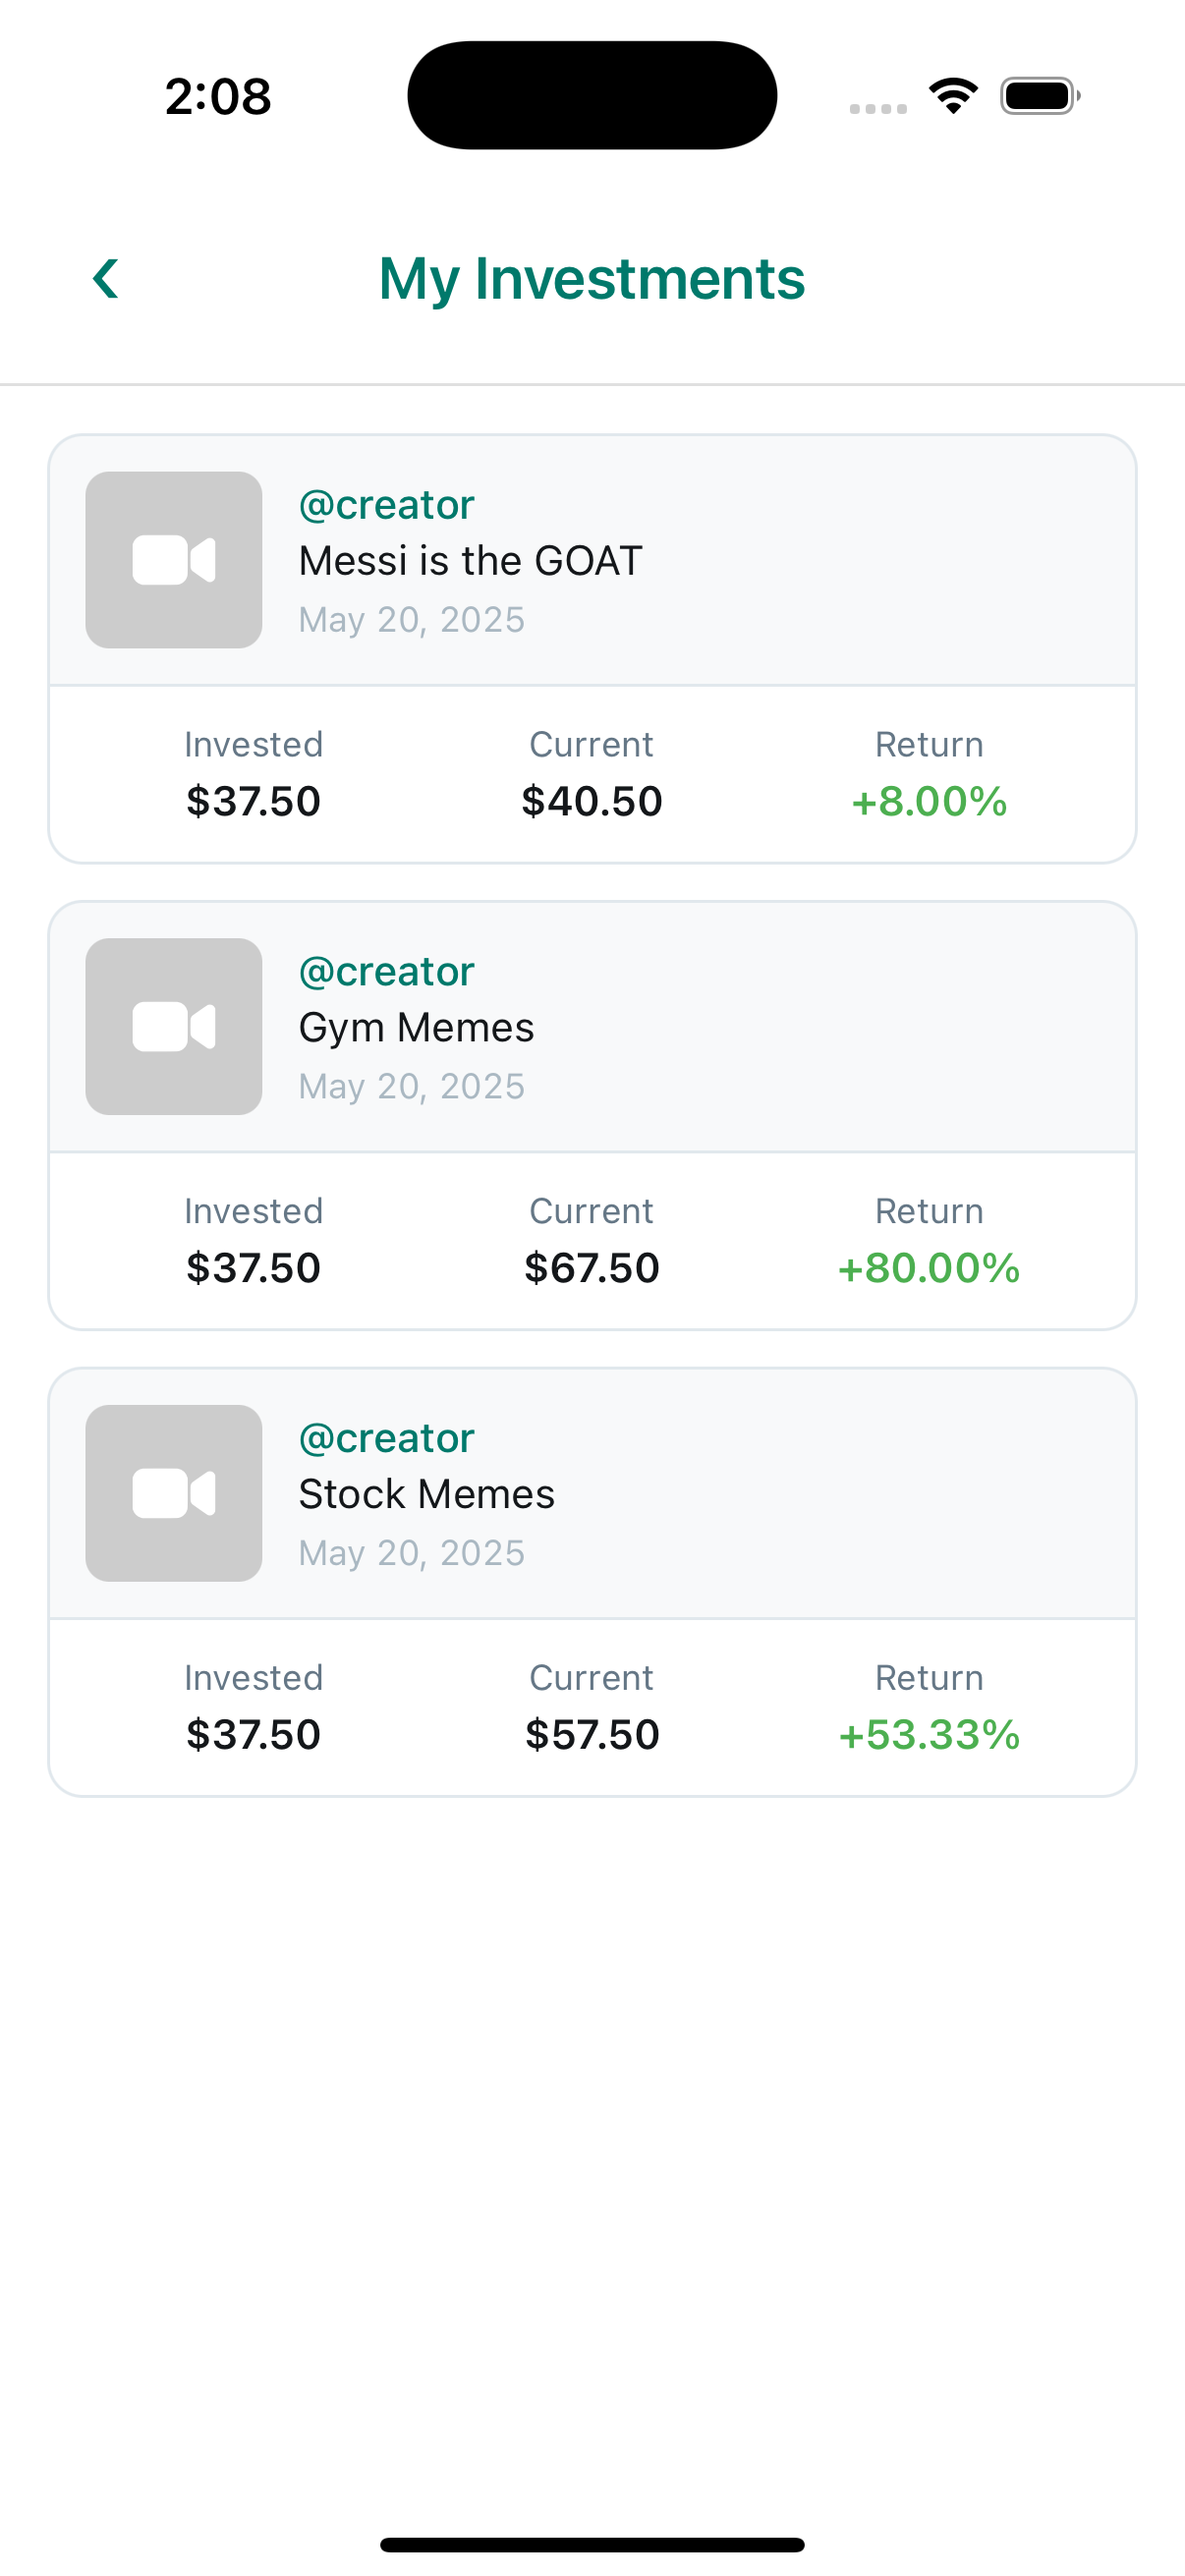 2:08
My Investments
@creator
Messi is the GOAT
May 20, 2025
Invested Current Return
$37.50 $40.50 +8.00%
@creator
Gym Memes
May 20, 2025
Invested Current Return
$37.50 $67.50 +80.00%
@creator
Stock Memes
May 20, 2025
Invested Current Return
$37.50 $57.50 +53.33%